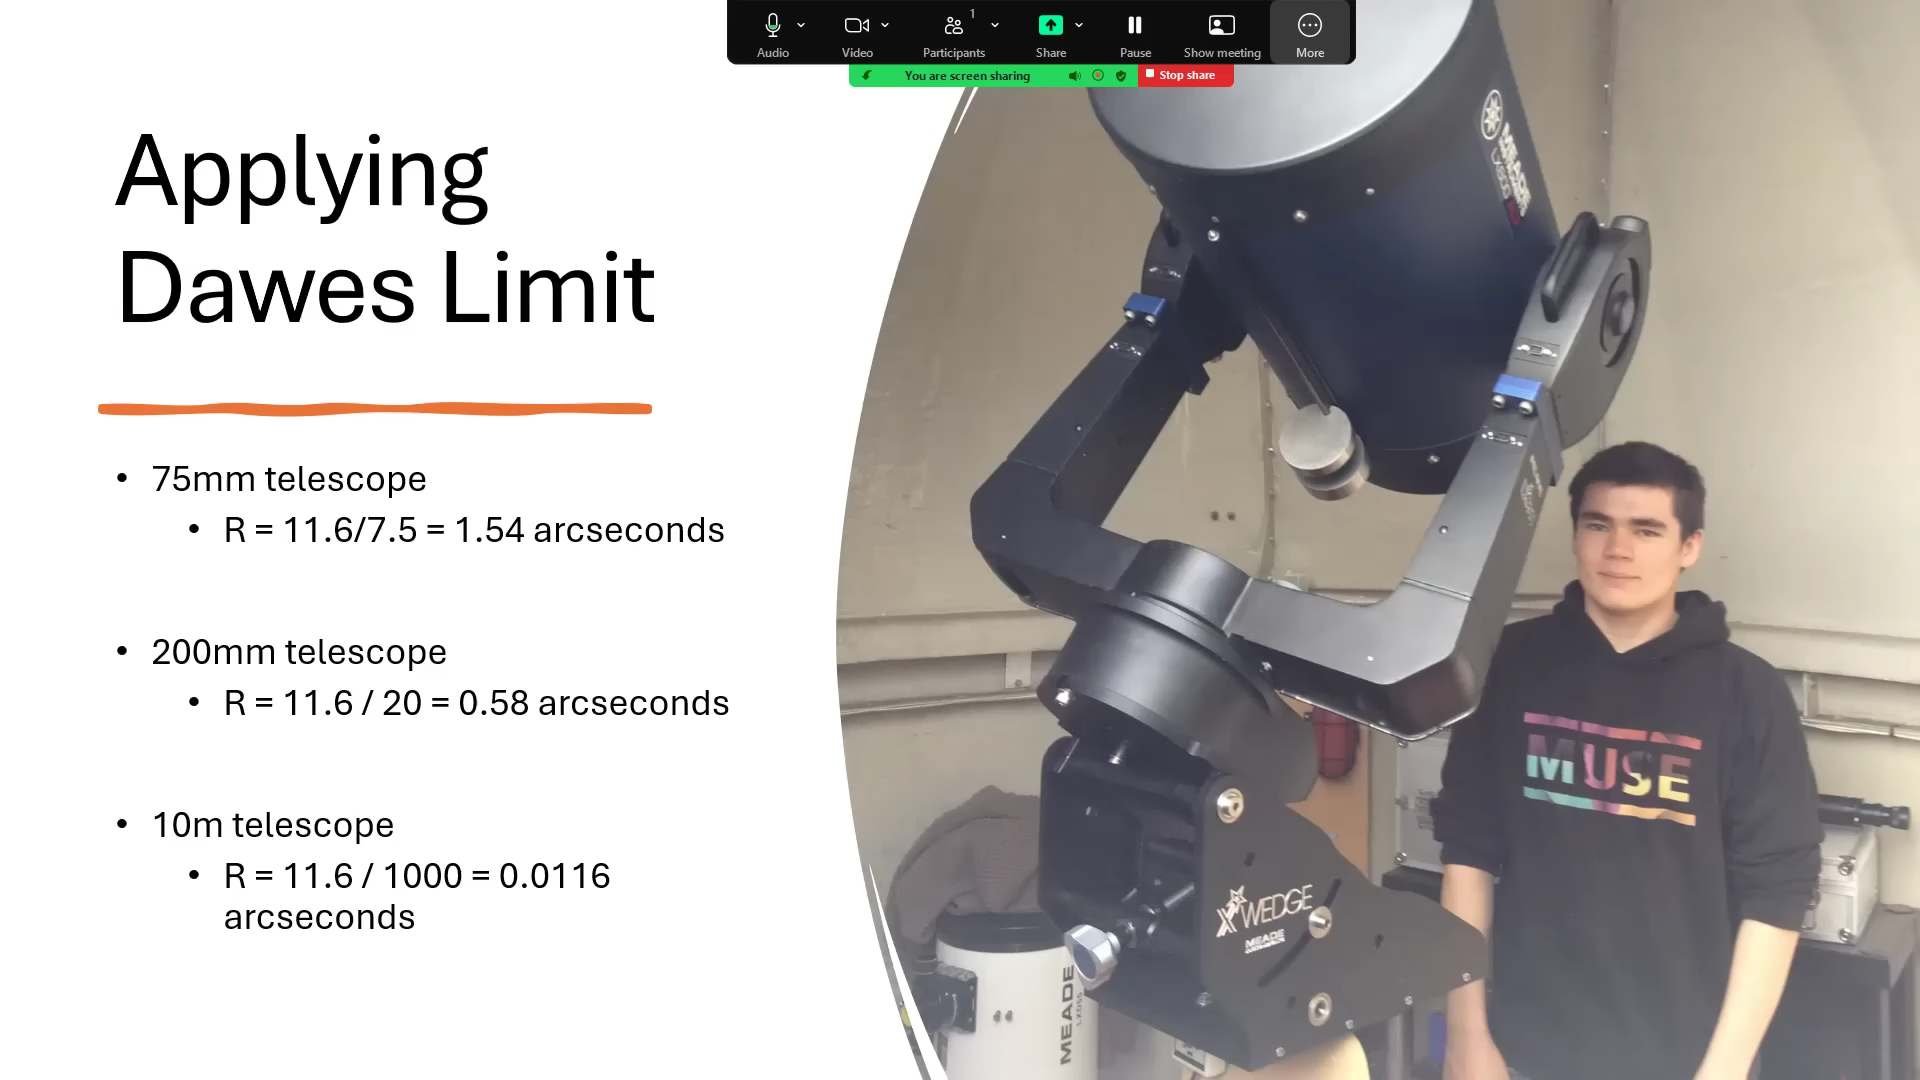 1
Audio
Video
Participants
Share
Pause
Show meeting
More
You are screen sharing
Stop share
Applying
Dawes Limit
• 75mm telescope
• R = 11.6/7.5 = 1.54 arcseconds
• 200mm telescope
• R = 11.6 / 20 = 0.58 arcseconds
• 10m telescope
• R = 11.6 / 1000 = 0.0116
arcseconds
MEADE
MUSE
X WEDGE
MEADE
MEADE
LXD55